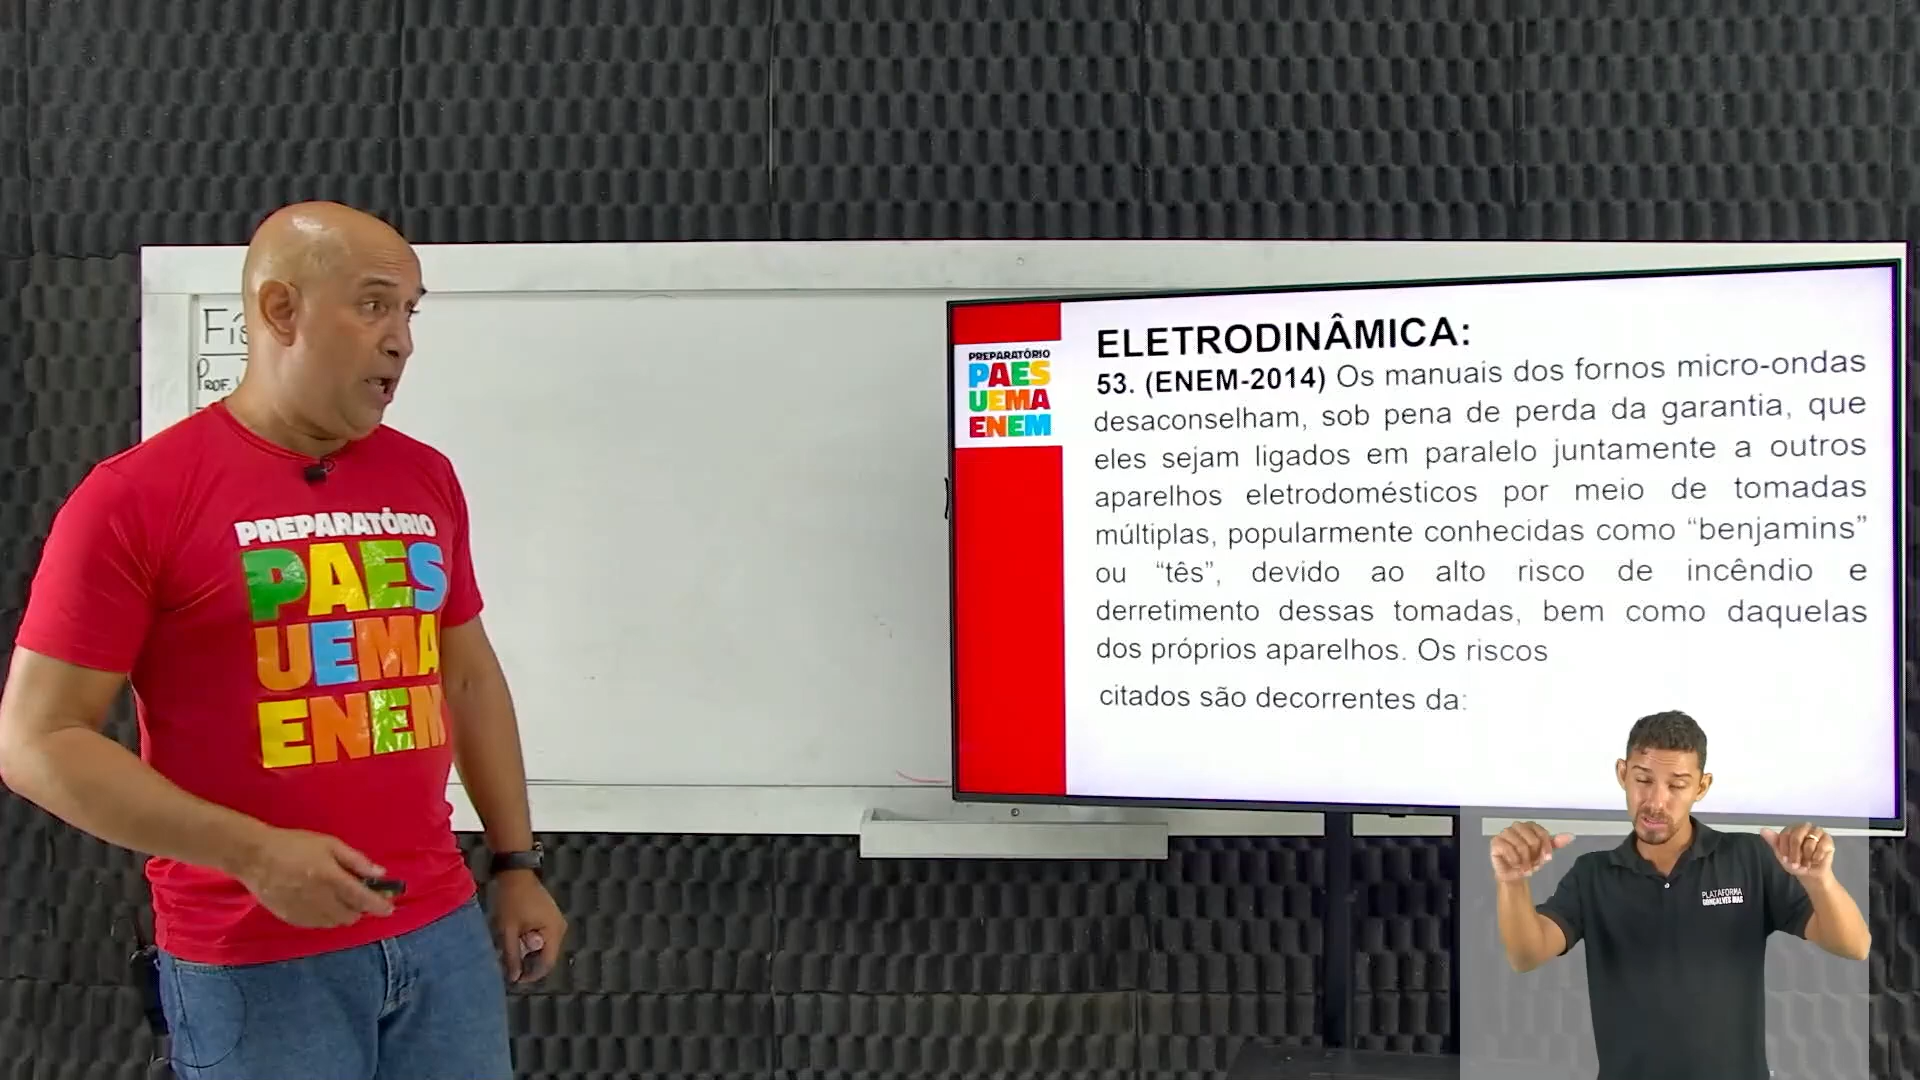 PROF.
PREPARATÓRIO
PAES
UEMA
ENEM
PREPARATÓRIO
PAES
UEMA
ENEM
ELETRODINÂMICA:
53. (ENEM-2014) Os manuais dos fornos micro-ondas
desaconselham, sob pena de perda da garantia, que
eles sejam ligados em paralelo juntamente a outros
aparelhos eletrodomésticos por meio de tomadas
múltiplas, popularmente conhecidas como “benjamins”
ou “tês”, devido ao alto risco de incêndio e
derretimento dessas tomadas, bem como daquelas
dos próprios aparelhos. Os riscos
citados são decorrentes da:
PLATAFORMA
GONÇALVES DIAS